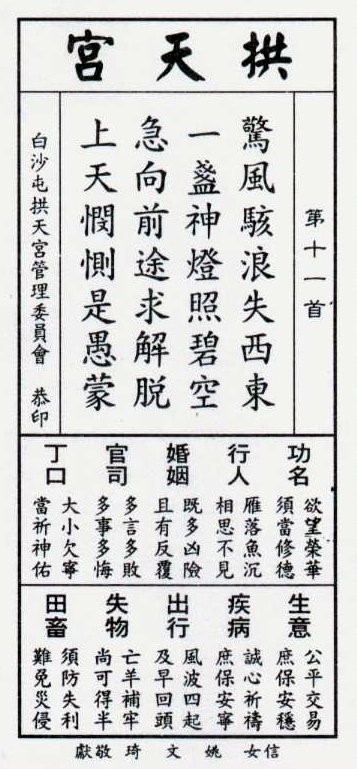 拱天宮
第十一首
驚風駭浪失西東
一盞神燈照碧空
急向前途求解脱
上天憫惻是愚蒙
白沙屯拱天宮管理委員會　恭印
功名
欲望榮華
須當修德
行人
雁落魚沉
相思不見
婚姻
既多凶險
且有反覆
官司
多言多敗
多事多悔
丁口
大小欠寧
當祈神佑
生意
公平交易
庶保安穩
疾病
誠心祈禱
庶保安寧
出行
風波四起
及早回頭
失物
亡羊補牢
尚可得半
田畜
須防失利
難免災侵
信女　姚文琦　敬獻